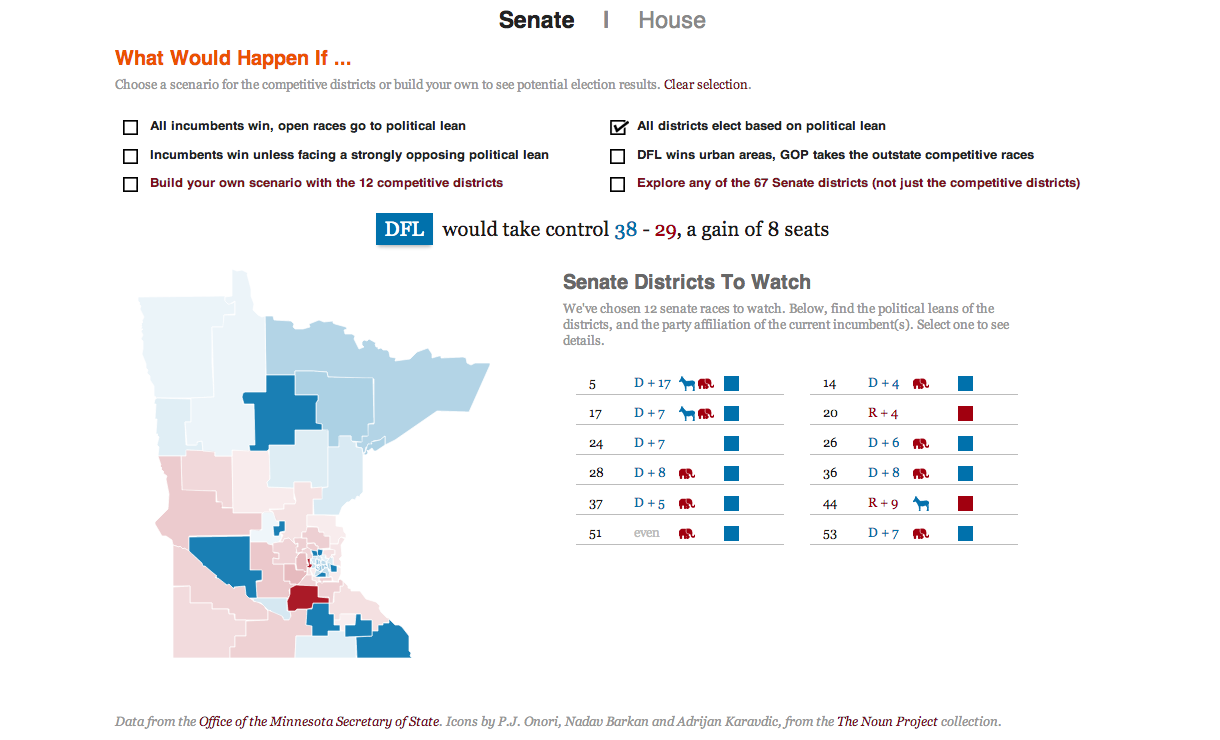 Senate | House
What Would Happen If ...
Choose a scenario for the competitive districts or build your own to see potential election results. Clear selection.
All incumbents win, open races go to political lean
All districts elect based on political lean
Incumbents win unless facing a strongly opposing political lean
DFL wins urban areas, GOP takes the outstate competitive races
Build your own scenario with the 12 competitive districts
Explore any of the 67 Senate districts (not just the competitive districts)
DFL would take control 38 - 29, a gain of 8 seats
Senate Districts To Watch
We've chosen 12 senate races to watch. Below, find the political leans of the
districts, and the party affiliation of the current incumbent(s). Select one to see
details.
5 D + 17
14 D + 4
17 D + 7
20 R + 4
24 D + 7
26 D + 6
28 D + 8
36 D + 8
37 D + 5
44 R + 9
51 even
53 D + 7
Data from the Office of the Minnesota Secretary of State. Icons by P.J. Onori, Nadav Barkan and Adrijan Karavdic, from the The Noun Project collection.